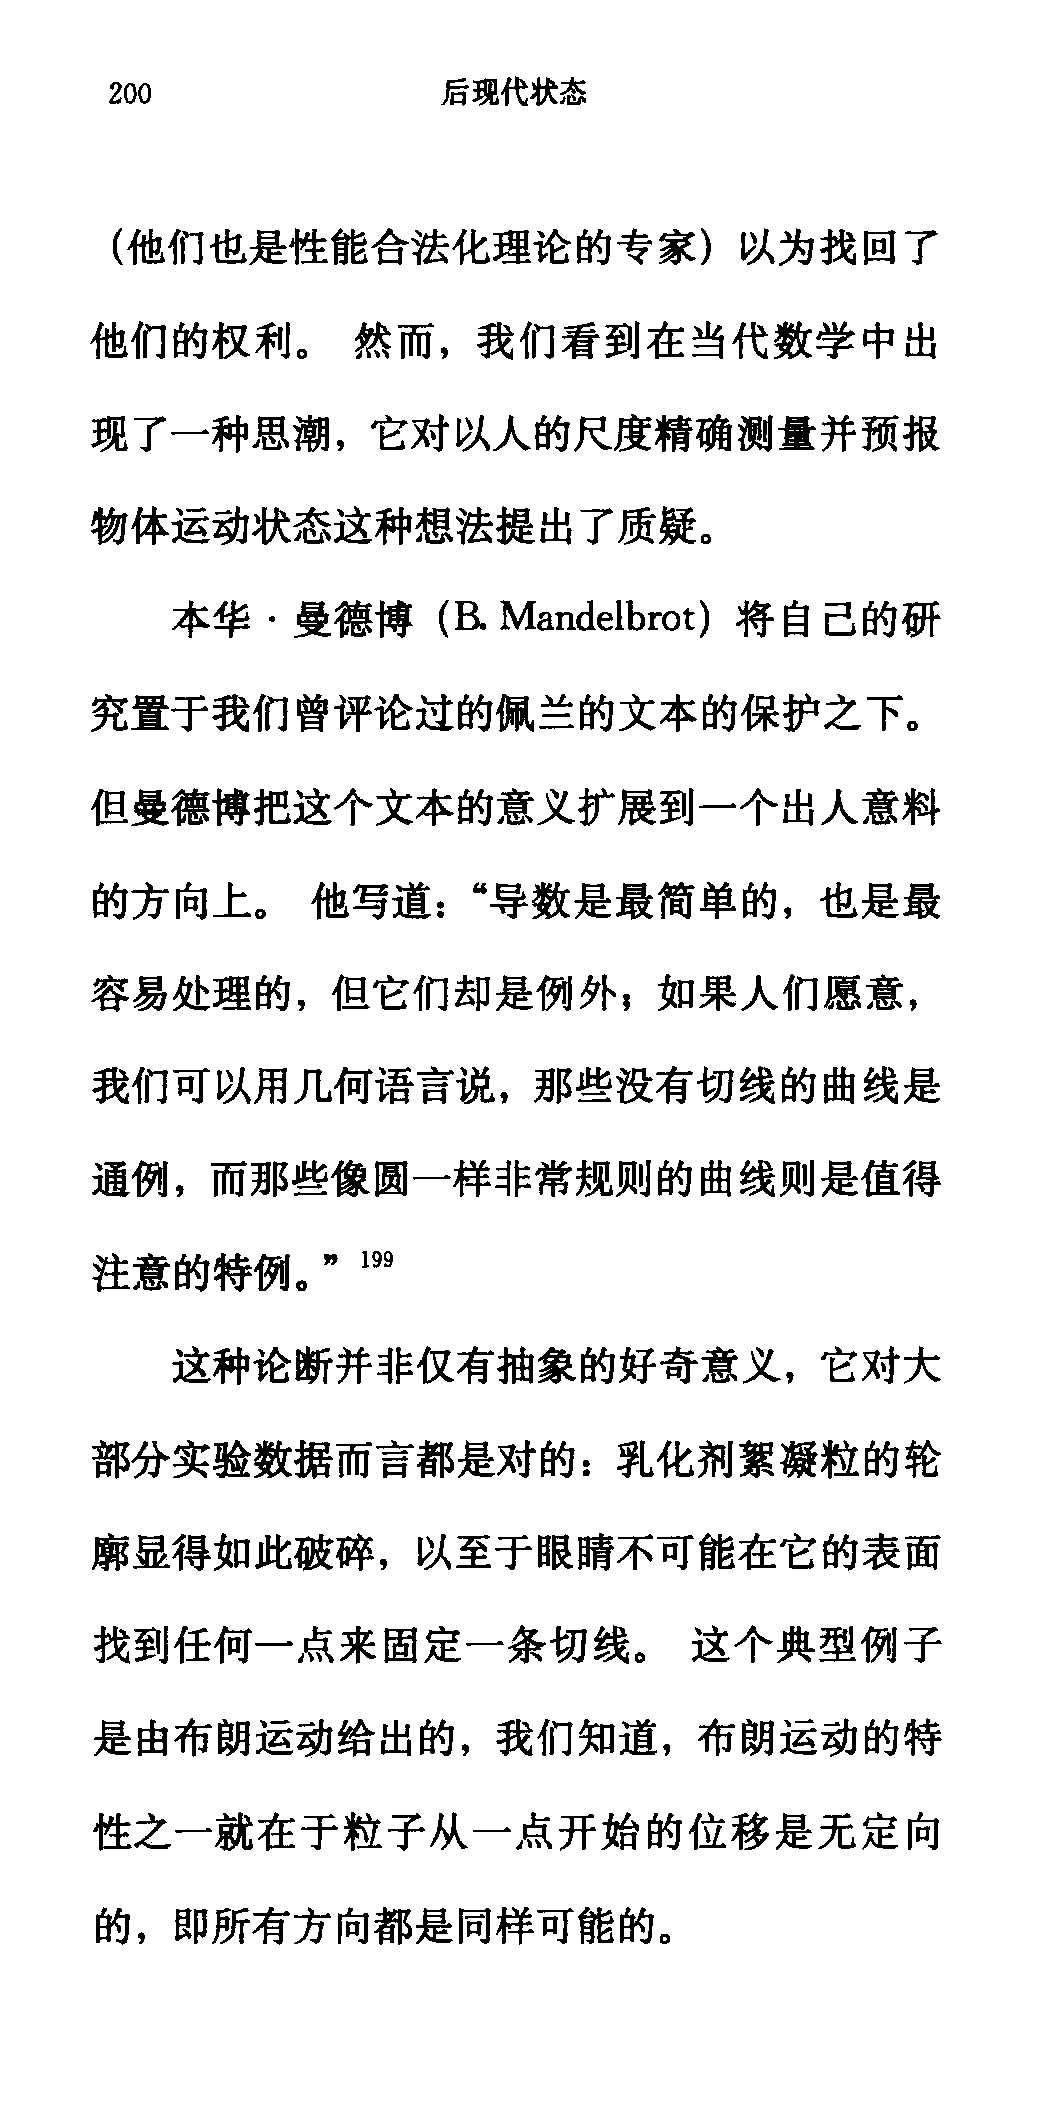 200 后现代状态
（他们也是性能合法化理论的专家）以为找回了
他们的权利。 然而，我们看到在当代数学中出
现了一种思潮，它对以人的尺度精确测量并预报
物体运动状态这种想法提出了质疑。
本华·曼德博（B. Mandelbrot）将自己的研
究置于我们曾评论过的佩兰的文本的保护之下。
但曼德博把这个文本的意义扩展到一个出人意料
的方向上。 他写道：“导数是最简单的，也是最
容易处理的，但它们却是例外；如果人们愿意，
我们可以用几何语言说，那些没有切线的曲线是
通例，而那些像圆一样非常规则的曲线则是值得
注意的特例。”199
这种论断并非仅有抽象的好奇意义，它对大
部分实验数据而言都是对的：乳化剂絮凝粒的轮
廓显得如此破碎，以至于眼睛不可能在它的表面
找到任何一点来固定一条切线。 这个典型例子
是由布朗运动给出的，我们知道，布朗运动的特
性之一就在于粒子从一点开始的位移是无定向
的，即所有方向都是同样可能的。